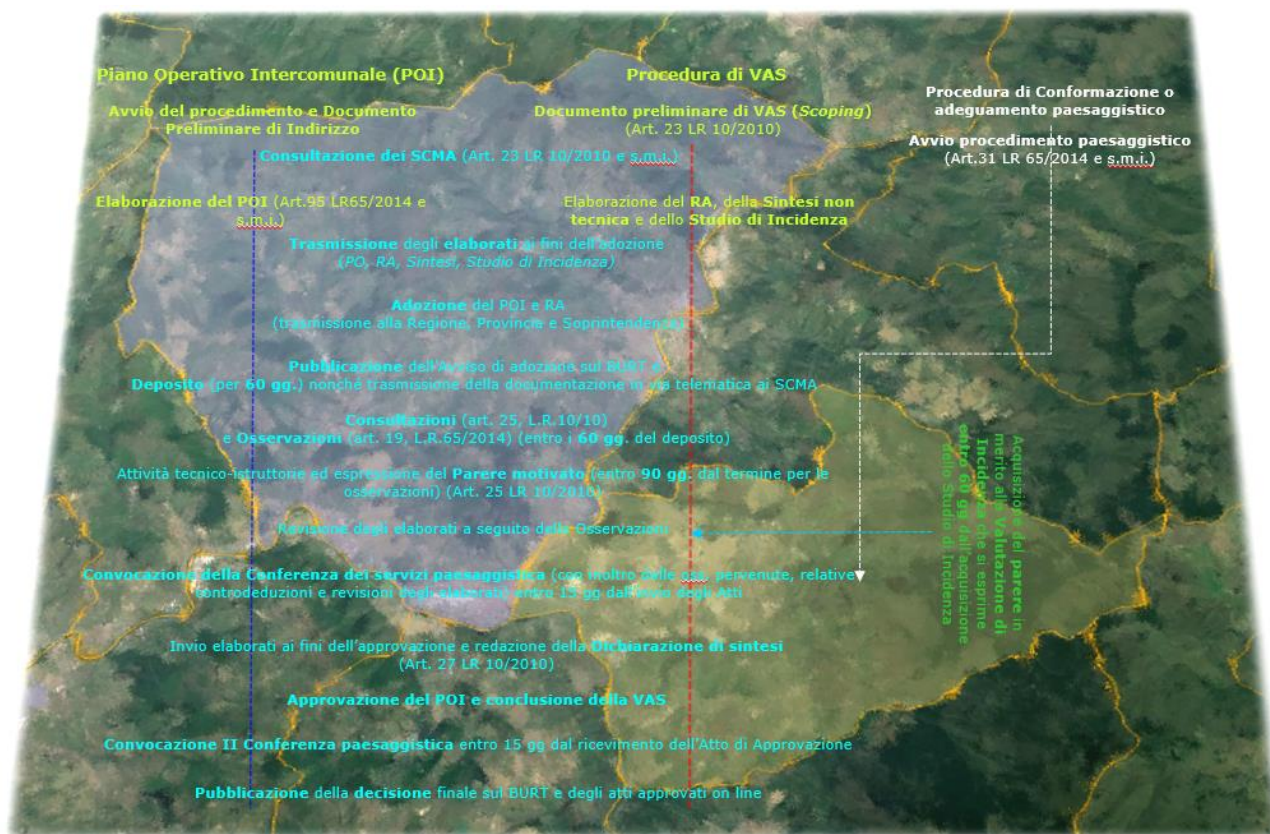 Piano Operativo Intercomunale (POI)
Procedura di VAS
Procedura di Conformazione o
adeguamento paesaggistico
Avvio del procedimento e Documento
Preliminare di Indirizzo
Documento preliminare di VAS (Scoping)
(Art. 23 LR 10/2010)
Avvio procedimento paesaggistico
(Art.31 LR 65/2014 e s.m.i.)
Consultazione dei SCMA (Art. 23 LR 10/2010 e s.m.i.)
Elaborazione del POI (Art.95 LR65/2014 e
s.m.i.)
Elaborazione del RA, della Sintesi non
tecnica e dello Studio di Incidenza
Trasmissione degli elaborati ai fini dell'adozione
(PO, RA, Sintesi, Studio di Incidenza)
Adozione del POI e RA
(trasmissione alla Regione, Provincia e Soprintendenza)
Pubblicazione dell'Avviso di adozione sul BURT e
Deposito (per 60 gg.) nonché trasmissione della documentazione in via telematica ai SCMA
Consultazioni (art. 25, L.R.10/10)
e Osservazioni (art. 19, L.R.65/2014) (entro i 60 gg. del deposito)
Attività tecnico-istruttorie ed espressione del Parere motivato (entro 90 gg. dal termine per le
osservazioni) (Art. 25 LR 10/2010)
Revisione degli elaborati a seguito delle Osservazioni
Acquisizione del parere in
merito alla Valutazione di
Incidenza che si esprime
entro 60 gg dall'acquisizione
dello Studio di Incidenza
Convocazione della Conferenza dei servizi paesaggistica (con inoltro delle oss. pervenute, relative
controdeduzioni e revisioni degli elaborati) entro 15 gg dall'invio degli Atti
Invio elaborati ai fini dell'approvazione e redazione della Dichiarazione di sintesi
(Art. 27 LR 10/2010)
Approvazione del POI e conclusione della VAS
Convocazione II Conferenza paesaggistica entro 15 gg dal ricevimento dell'Atto di Approvazione
Pubblicazione della decisione finale sul BURT e degli atti approvati on line